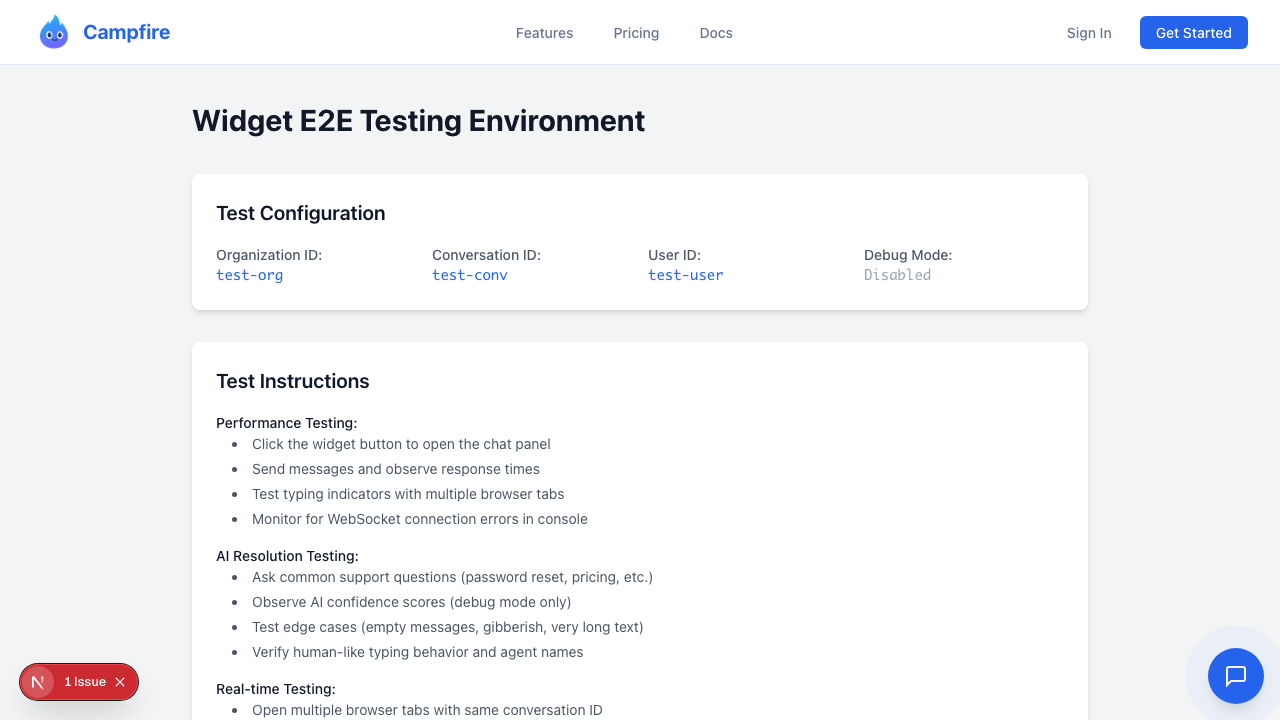 Campfire
Features
Pricing
Docs
Sign In
Get Started
Widget E2E Testing Environment
Test Configuration
Organization ID:
test-org
Conversation ID:
test-conv
User ID:
test-user
Debug Mode:
Disabled
Test Instructions
Performance Testing:
Click the widget button to open the chat panel
Send messages and observe response times
Test typing indicators with multiple browser tabs
Monitor for WebSocket connection errors in console
AI Resolution Testing:
Ask common support questions (password reset, pricing, etc.)
Observe AI confidence scores (debug mode only)
Test edge cases (empty messages, gibberish, very long text)
Verify human-like typing behavior and agent names
Real-time Testing:
Open multiple browser tabs with same conversation ID
N 1 Issue